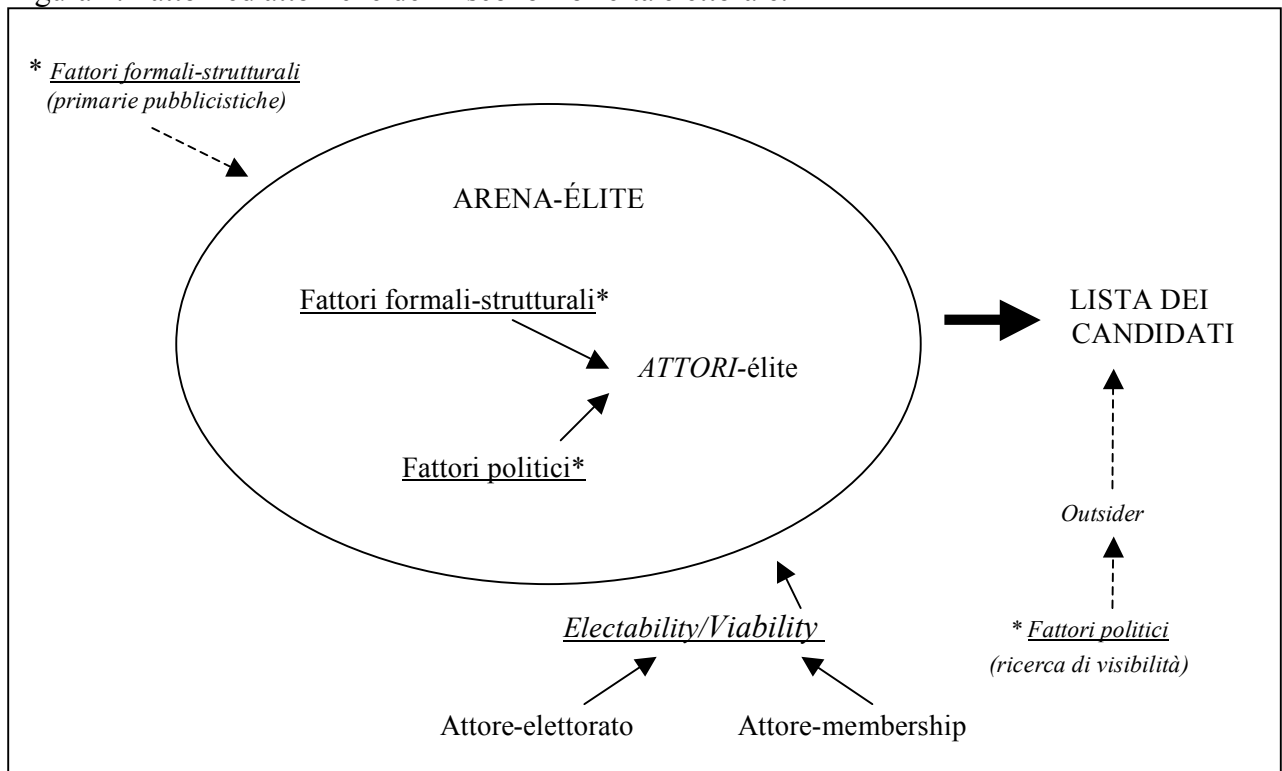 * Fattori formali-strutturali
(primarie pubblicistiche)
ARENA-ÉLITE
Fattori formali-strutturali*
ATTORI-élite
Fattori politici*
LISTA DEI
CANDIDATI
Outsider
* Fattori politici
(ricerca di visibilità)
Electability/Viability
Attore-elettorato
Attore-membership